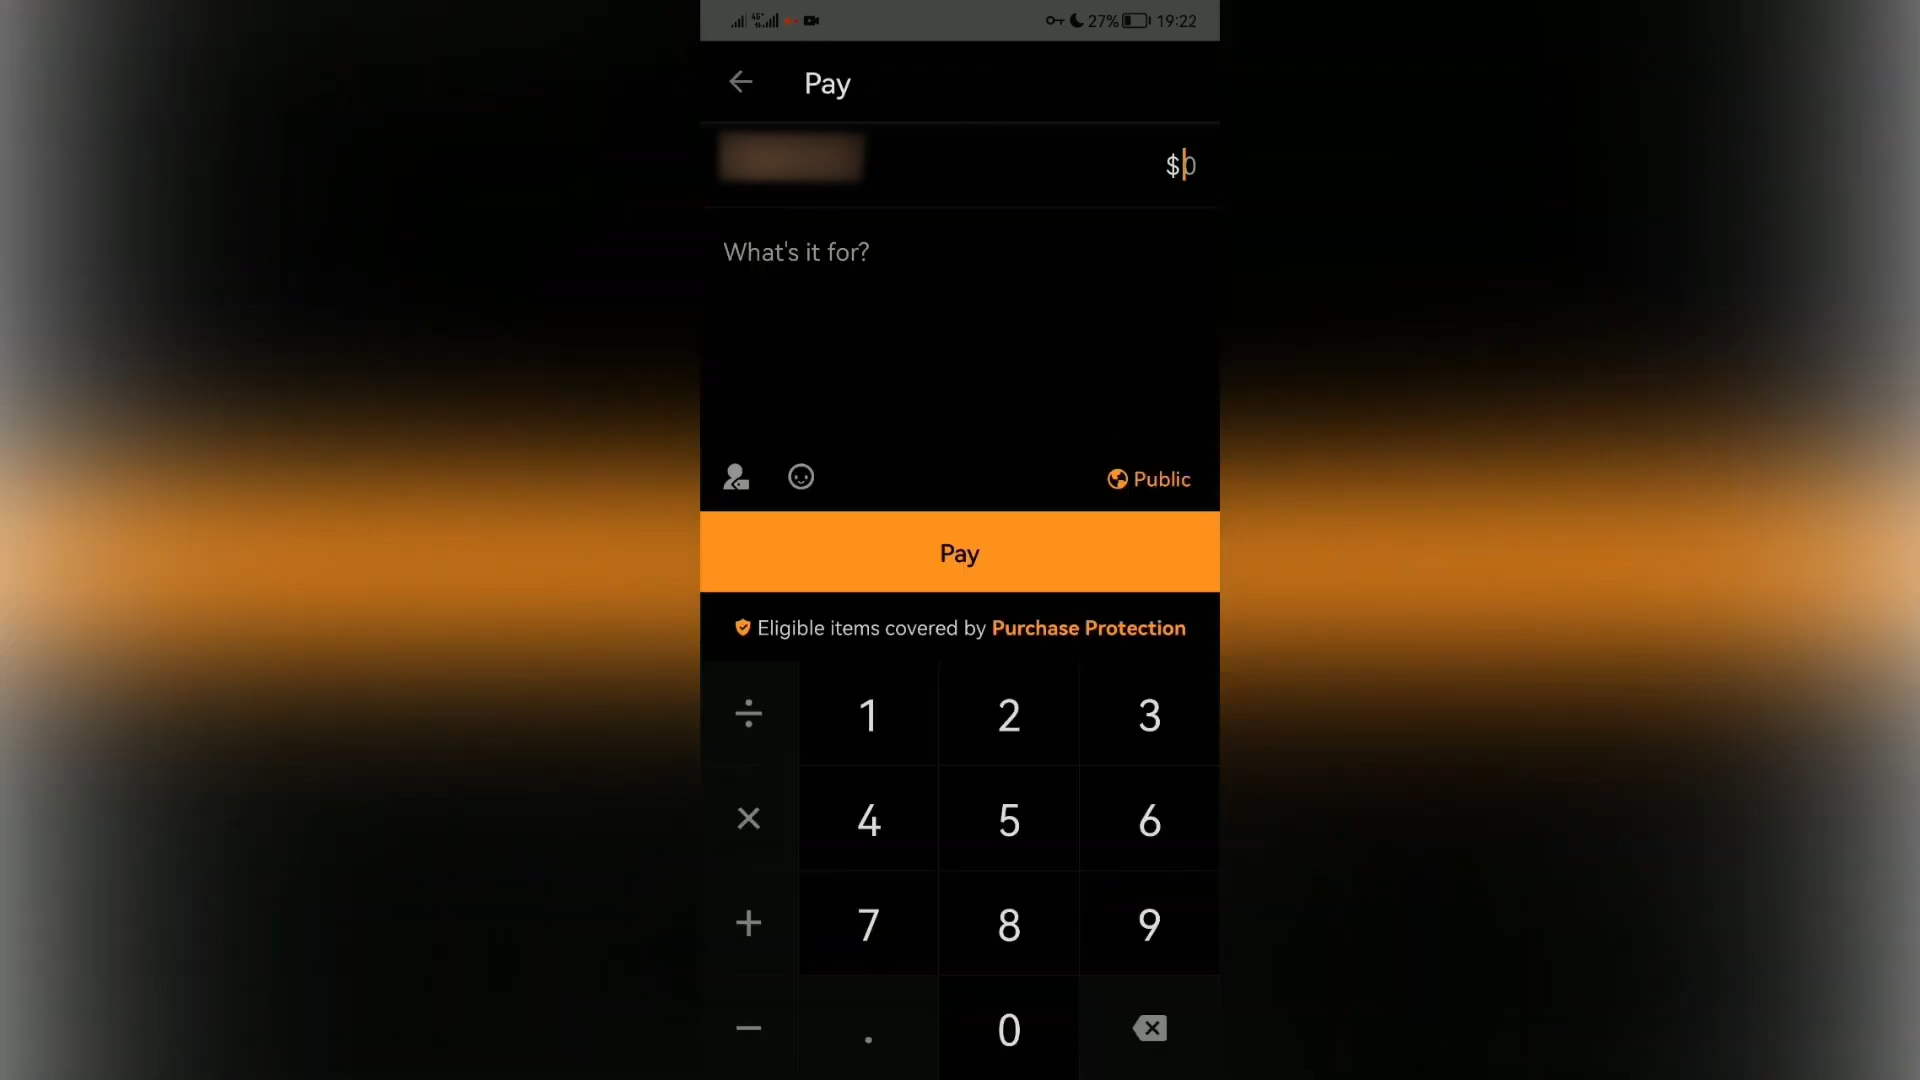 4G+ 27% 19:22
Pay
$0
What's it for?
Public
Pay
Eligible items covered by Purchase Protection
÷ 1 2 3
× 4 5 6
+ 7 8 9
− . 0